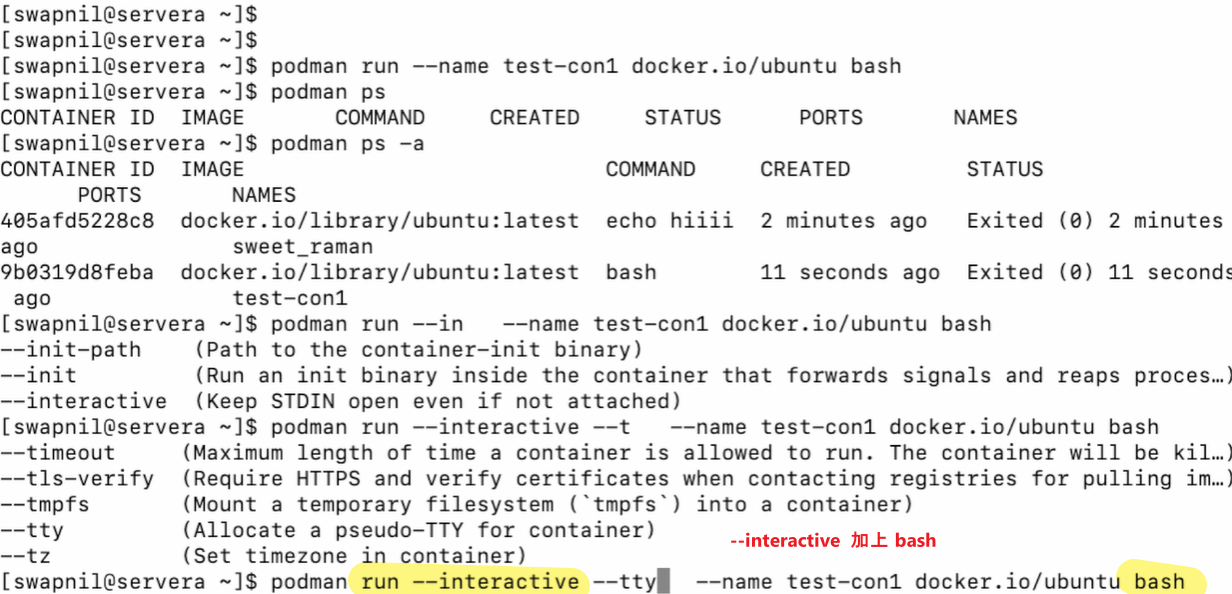 [swapnil@servera ~]$
[swapnil@servera ~]$
[swapnil@servera ~]$ podman run --name test-con1 docker.io/ubuntu bash
[swapnil@servera ~]$ podman ps
CONTAINER ID  IMAGE       COMMAND     CREATED     STATUS      PORTS       NAMES
[swapnil@servera ~]$ podman ps -a
CONTAINER ID  IMAGE                            COMMAND     CREATED         STATUS
      PORTS       NAMES
405afd5228c8  docker.io/library/ubuntu:latest  echo hiiii  2 minutes ago   Exited (0) 2 minutes
ago               sweet_raman
9b0319d8feba  docker.io/library/ubuntu:latest  bash        11 seconds ago  Exited (0) 11 seconds
 ago              test-con1
[swapnil@servera ~]$ podman run --in   --name test-con1 docker.io/ubuntu bash
--init-path    (Path to the container-init binary)
--init         (Run an init binary inside the container that forwards signals and reaps proces…)
--interactive  (Keep STDIN open even if not attached)
[swapnil@servera ~]$ podman run --interactive --t   --name test-con1 docker.io/ubuntu bash
--timeout     (Maximum length of time a container is allowed to run. The container will be kil…)
--tls-verify  (Require HTTPS and verify certificates when contacting registries for pulling im…)
--tmpfs       (Mount a temporary filesystem (`tmpfs`) into a container)
--tty         (Allocate a pseudo-TTY for container)
--interactive 加上 bash
--tz          (Set timezone in container)
[swapnil@servera ~]$ podman run --interactive --tty   --name test-con1 docker.io/ubuntu bash